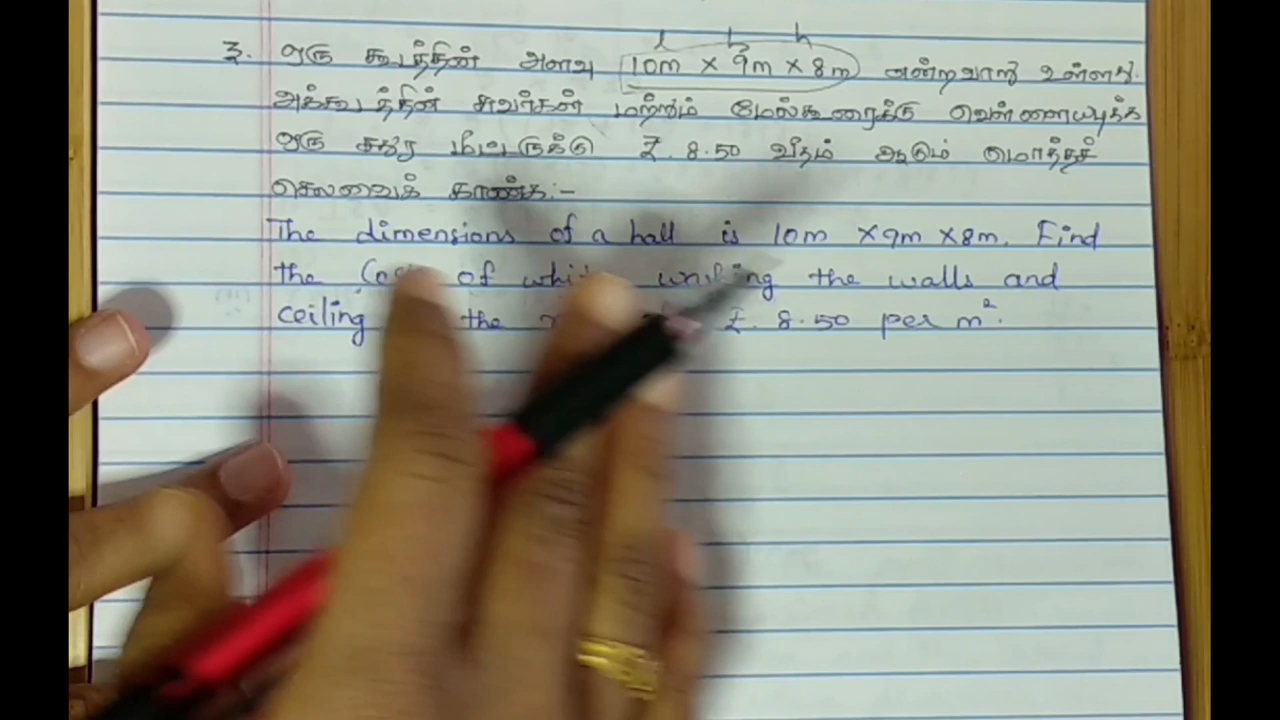 l b h
3. ஒரு கூடத்தின் அளவு 10m × 9m × 8m என்றவாறு உள்ளது.
அக்கூடத்தின் சுவர்கள் மற்றும் மேல்கூரைக்கு வெள்ளையடிக்க
ஒரு சதுர மீட்டருக்கு ₹. 8.50 வீதம் ஆகும் மொத்தச்
செலவைக் காண்க:-
The dimensions of a hall is 10m ×9m ×8m. Find
the of washing the walls and
ceiling the ₹. 8.50 per m².